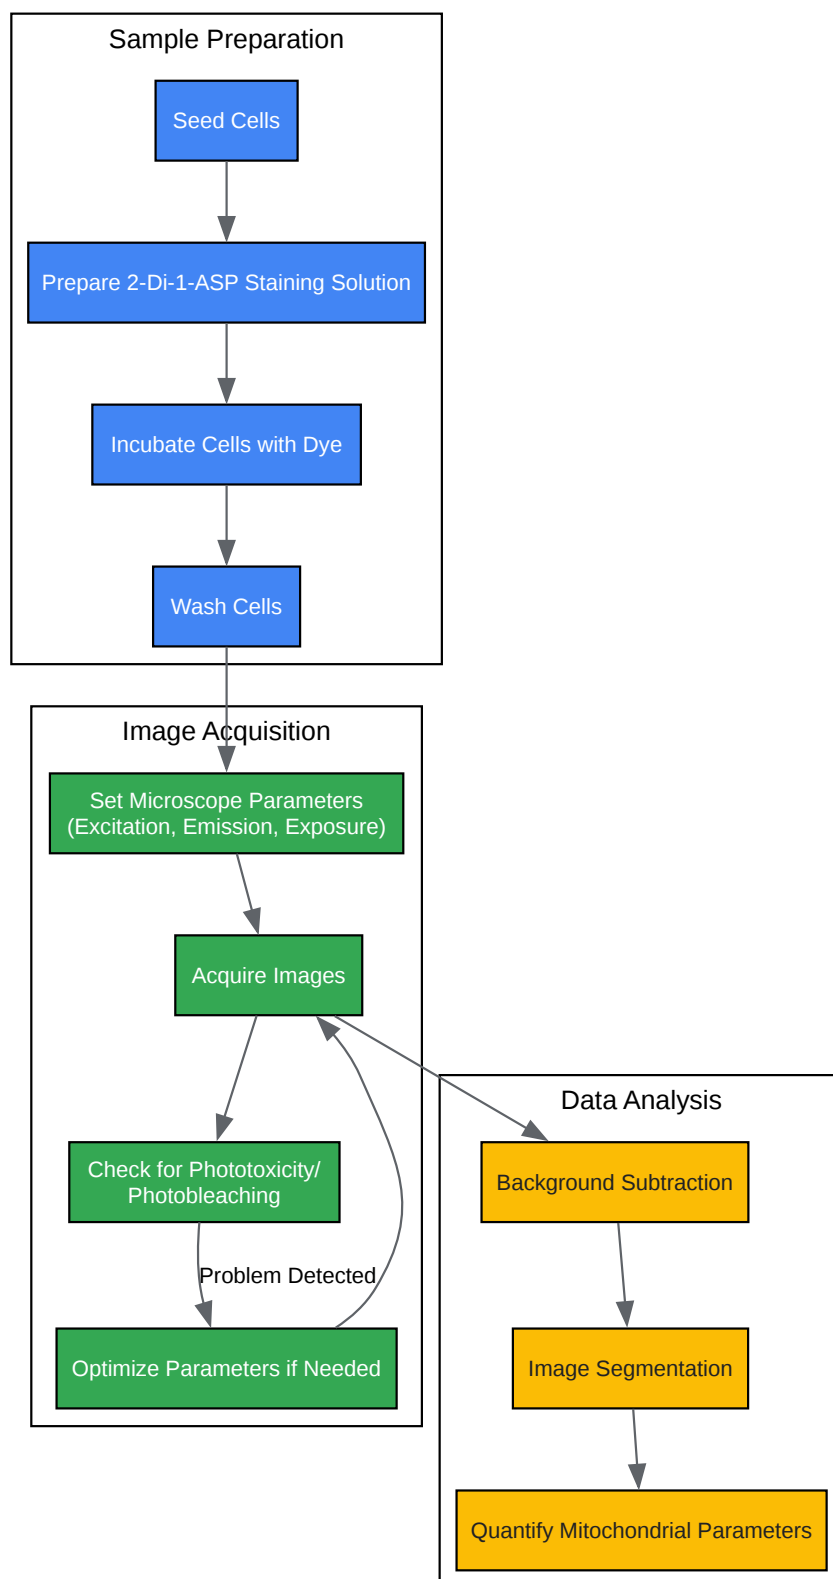 Sample Preparation
Seed Cells
Prepare 2-Di-1-ASP Staining Solution
Incubate Cells with Dye
Wash Cells
Image Acquisition
Set Microscope Parameters
(Excitation, Emission, Exposure)
Acquire Images
Check for Phototoxicity/
Photobleaching
Problem Detected
Optimize Parameters if Needed
Data Analysis
Background Subtraction
Image Segmentation
Quantify Mitochondrial Parameters